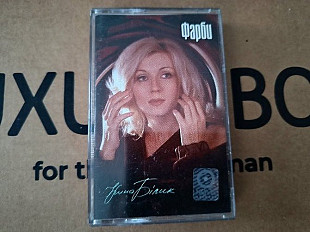 Фарби
UXU
BO
for th
man
Ірина Білик